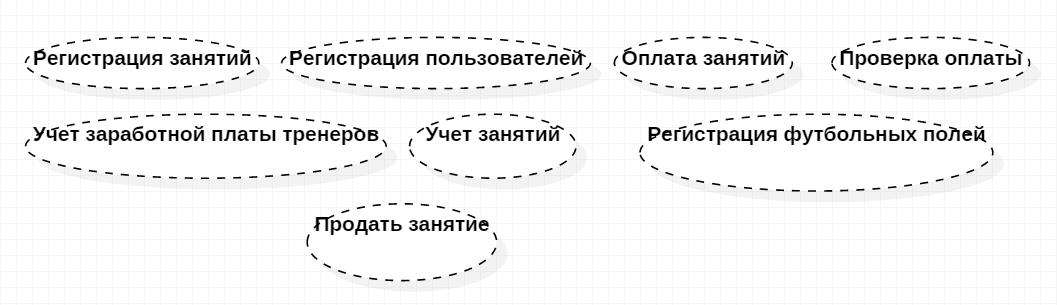 Регистрация занятий
Регистрация пользователей
Оплата занятий
Проверка оплаты
Учет заработной платы тренеров
Учет занятий
Регистрация футбольных полей
Продать занятие